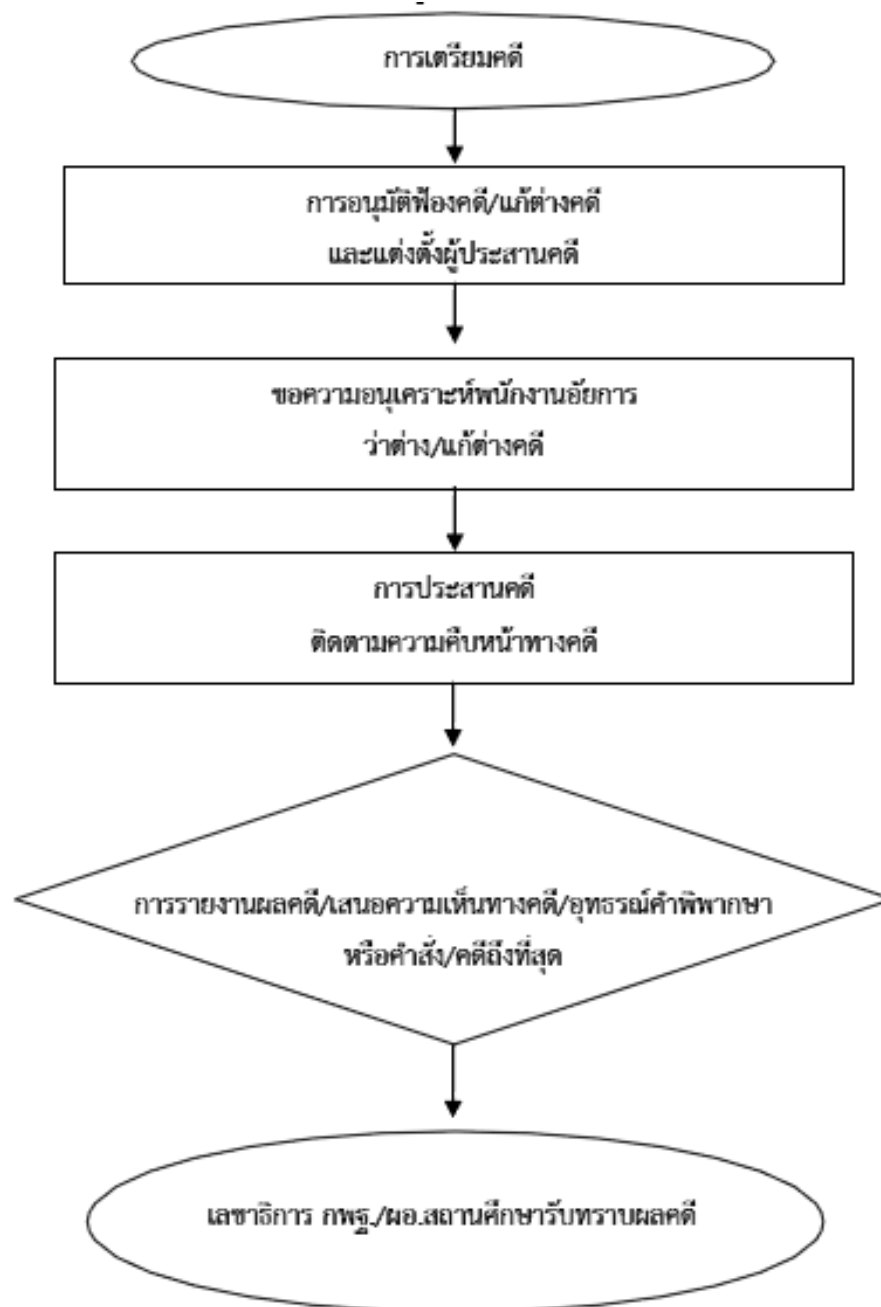 การเตรียมคดี
การอนุมัติฟ้องคดี/แก้ต่างคดี
และแต่งตั้งผู้ประสานคดี
ขอความอนุเคราะห์พนักงานอัยการ
ว่าต่าง/แก้ต่างคดี
การประสานคดี
ติดตามความคืบหน้าทางคดี
การรายงานผลคดี/เสนอความเห็นทางคดี/อุทธรณ์คำพิพากษา
หรือคำสั่ง/คดีถึงที่สุด
เลขาธิการ กพฐ./ผอ.สถานศึกษารับทราบผลคดี